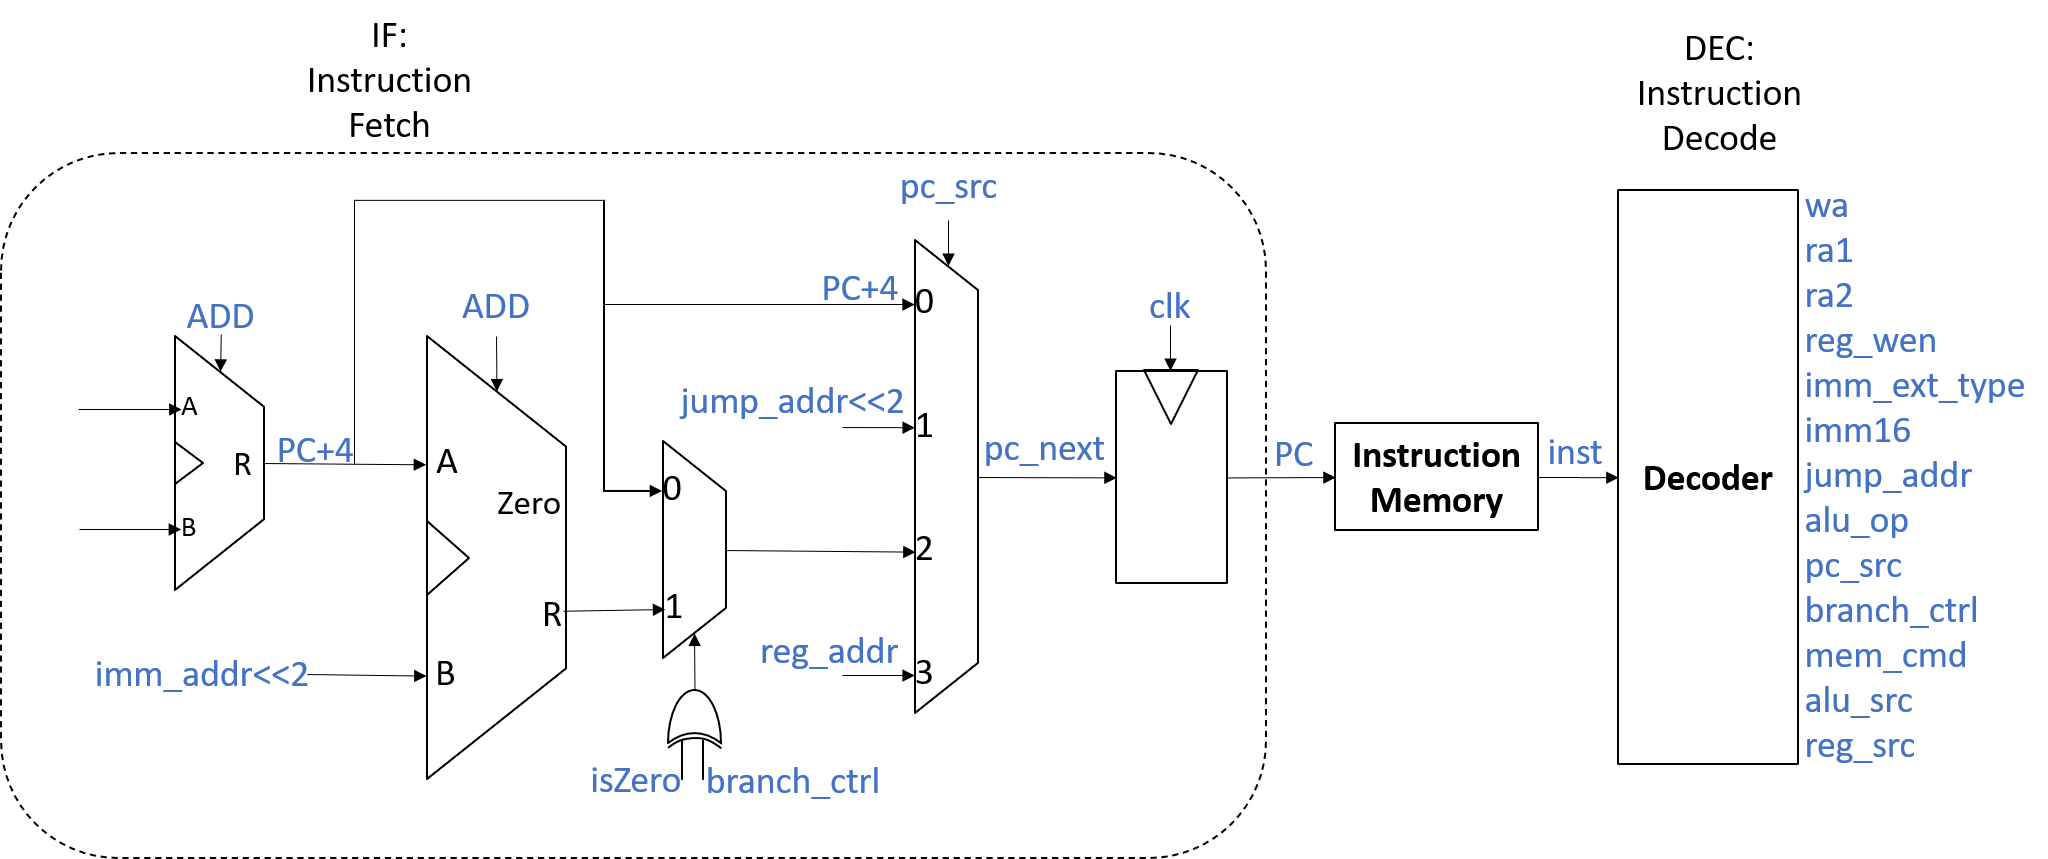 IF:
Instruction
Fetch
DEC:
Instruction
Decode
pc_src
ADD
ADD
PC+4
clk
A
B
R
PC+4
A
Zero
R
B
imm_addr<<2
0
1
isZero
branch_ctrl
0
jump_addr<<2
1
2
reg_addr
3
pc_next
PC
Instruction
Memory
inst
Decoder
wa
ra1
ra2
reg_wen
imm_ext_type
imm16
jump_addr
alu_op
pc_src
branch_ctrl
mem_cmd
alu_src
reg_src